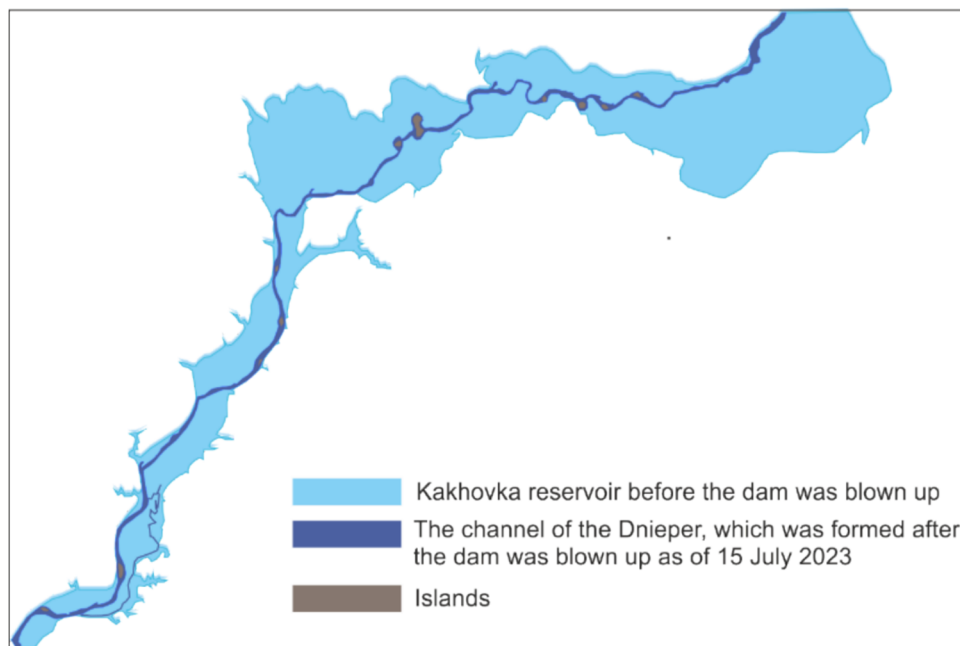 Kakhovka reservoir before the dam was blown up
The channel of the Dnieper, which was formed after
the dam was blown up as of 15 July 2023
Islands